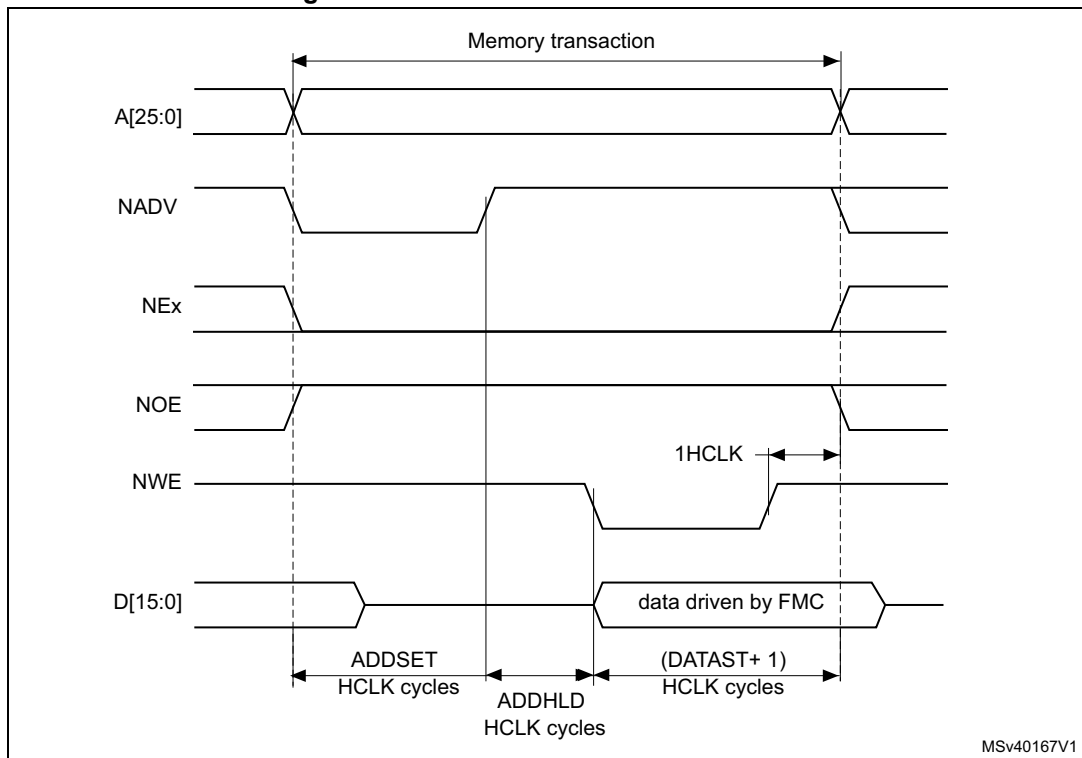 Memory transaction
A[25:0]
NADV
NEx
NOE
1HCLK
NWE
D[15:0]
data driven by FMC
ADDSET
HCLK cycles
ADDHLD
HCLK cycles
(DATAST+ 1)
HCLK cycles
MSv40167V1